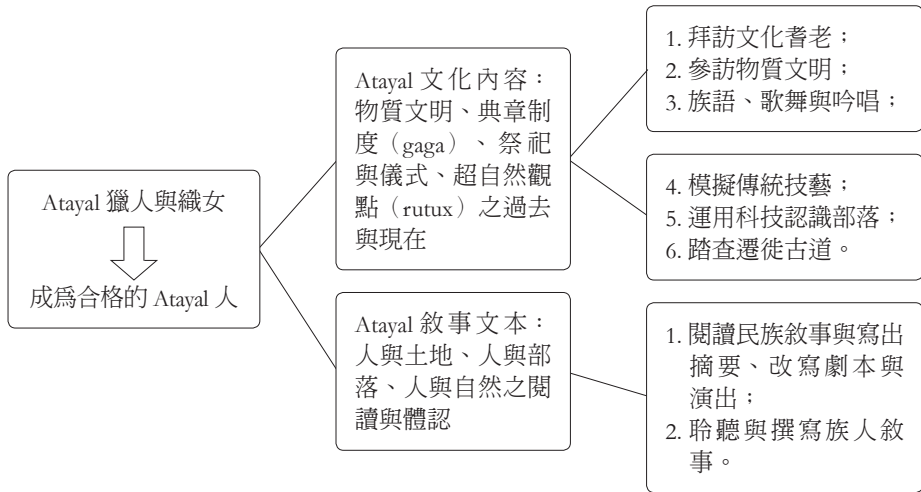 Atayal 獵人與織女
成爲合格的 Atayal 人
Atayal 文化內容：
物質文明、典章制
度（gaga）、祭祀
與儀式、超自然觀
點（rutux）之過去
與現在
Atayal 敘事文本：
人與土地、人與部
落、人與自然之閱
讀與體認
1. 拜訪文化耆老；
2. 參訪物質文明；
3. 族語、歌舞與吟唱；
4. 模擬傳統技藝；
5. 運用科技認識部落；
6. 踏查遷徙古道。
1. 閱讀民族敘事與寫出
摘要、改寫劇本與
演出；
2. 聆聽與撰寫族人敘
事。